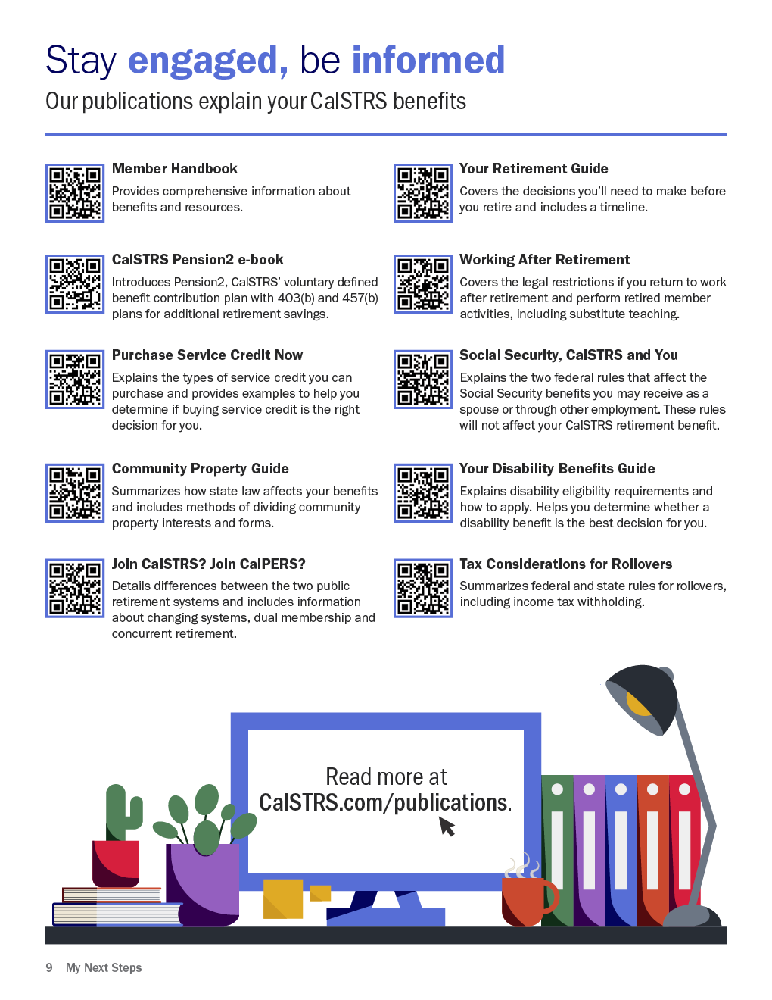 Stay engaged, be informed
Our publications explain your CalSTRS benefits
Member Handbook
Provides comprehensive information about
benefits and resources.
CalSTRS Pension2 e-book
Introduces Pension2, CalSTRS’ voluntary defined
benefit contribution plan with 403(b) and 457(b)
plans for additional retirement savings.
Purchase Service Credit Now
Explains the types of service credit you can
purchase and provides examples to help you
determine if buying service credit is the right
decision for you.
Community Property Guide
Summarizes how state law affects your benefits
and includes methods of dividing community
property interests and forms.
Join CalSTRS? Join CalPERS?
Details differences between the two public
retirement systems and includes information
about changing systems, dual membership and
concurrent retirement.
Your Retirement Guide
Covers the decisions you’ll need to make before
you retire and includes a timeline.
Working After Retirement
Covers the legal restrictions if you return to work
after retirement and perform retired member
activities, including substitute teaching.
Social Security, CalSTRS and You
Explains the two federal rules that affect the
Social Security benefits you may receive as a
spouse or through other employment. These rules
will not affect your CalSTRS retirement benefit.
Your Disability Benefits Guide
Explains disability eligibility requirements and
how to apply. Helps you determine whether a
disability benefit is the best decision for you.
Tax Considerations for Rollovers
Summarizes federal and state rules for rollovers,
including income tax withholding.
Read more at
CalSTRS.com/publications.
9 My Next Steps